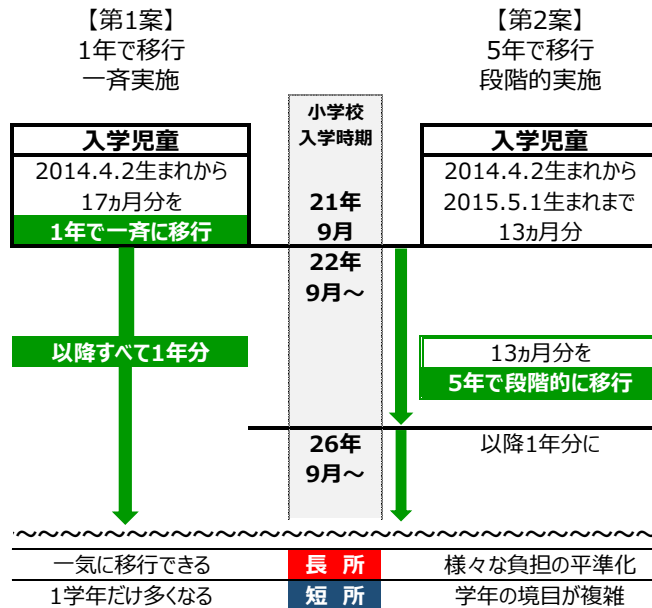 【第1案】
1年で移行
一斉実施
【第2案】
5年で移行
段階的実施
小学校
入学時期
入学児童
2014.4.2生まれから
17ヵ月分を
1年で一斉に移行
21年
9月
入学児童
2014.4.2生まれから
2015.5.1生まれまで
13ヵ月分
22年
9月～
以降すべて1年分
13ヵ月分を
5年で段階的に移行
26年
9月～
以降1年分に
～～～～～～～～～～～～～～～～～～～～～～～～～～～～
一気に移行できる
長 所
様々な負担の平準化
1学年だけ多くなる
短 所
学年の境目が複雑